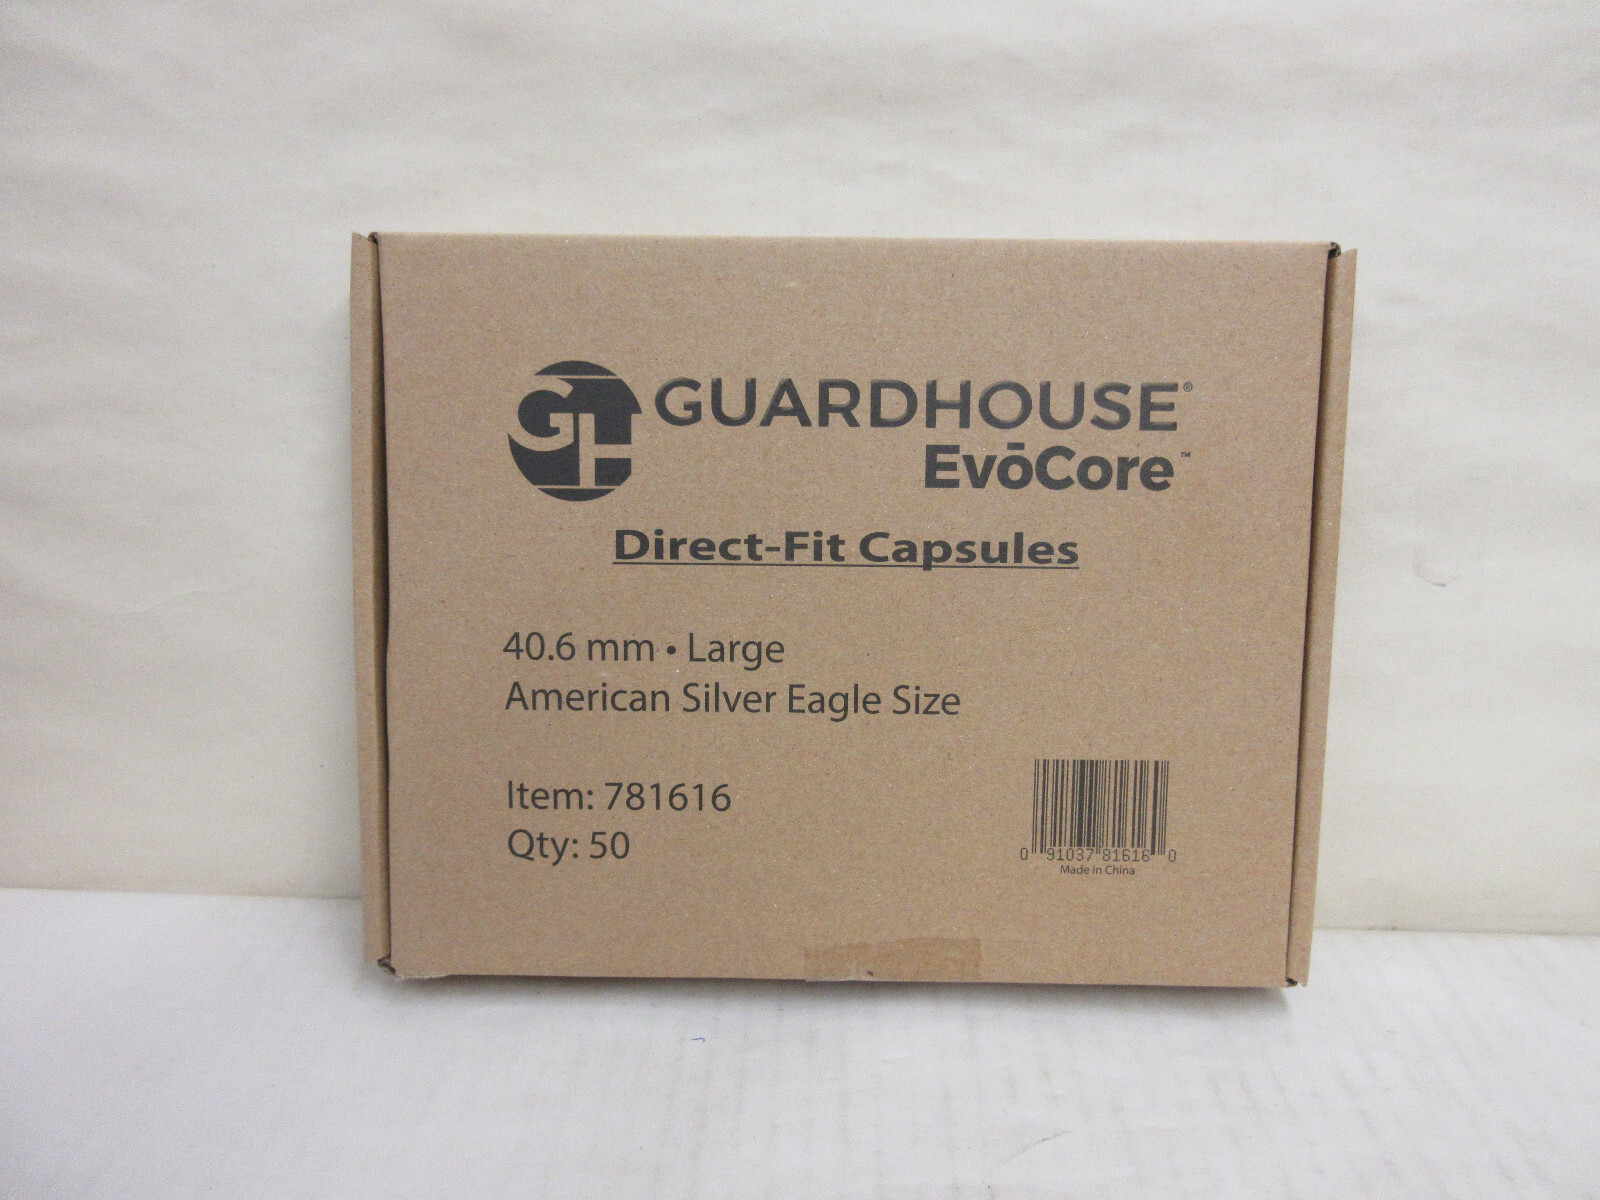 GH GUARDHOUSE®
EvōCore™
Direct-Fit Capsules
40.6 mm • Large
American Silver Eagle Size
Item: 781616
Qty: 50
0 91037 81616 0
Made in China